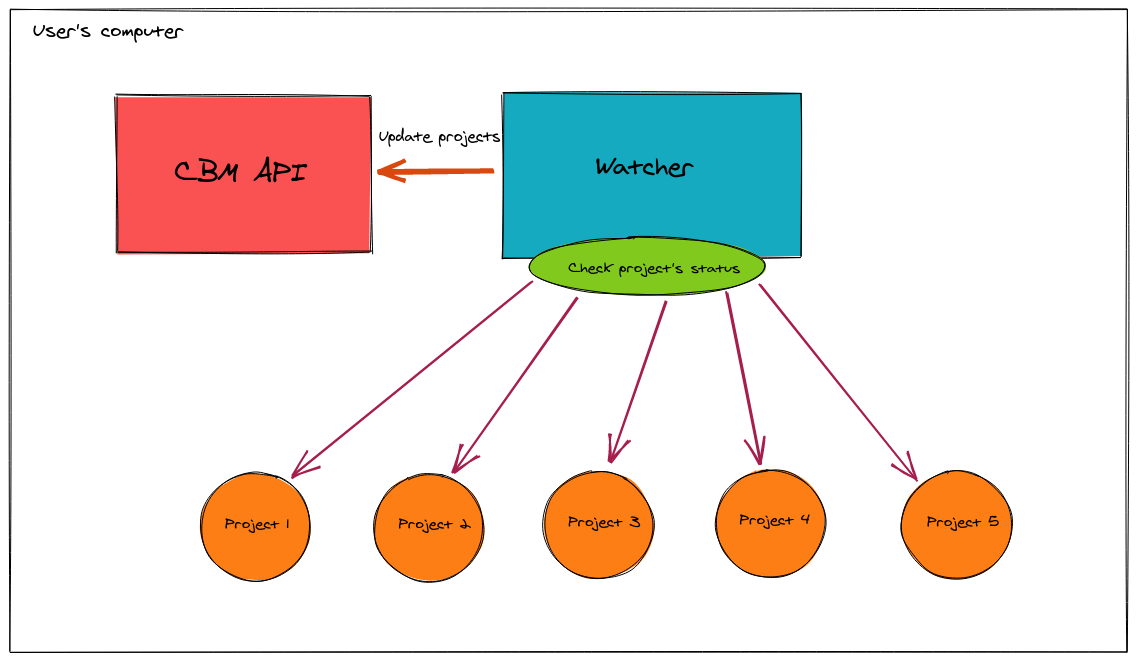 User's computer
Update projects
CBM API
Watcher
Check project's status
Project 1
Project 2
Project 3
Project 4
Project 5